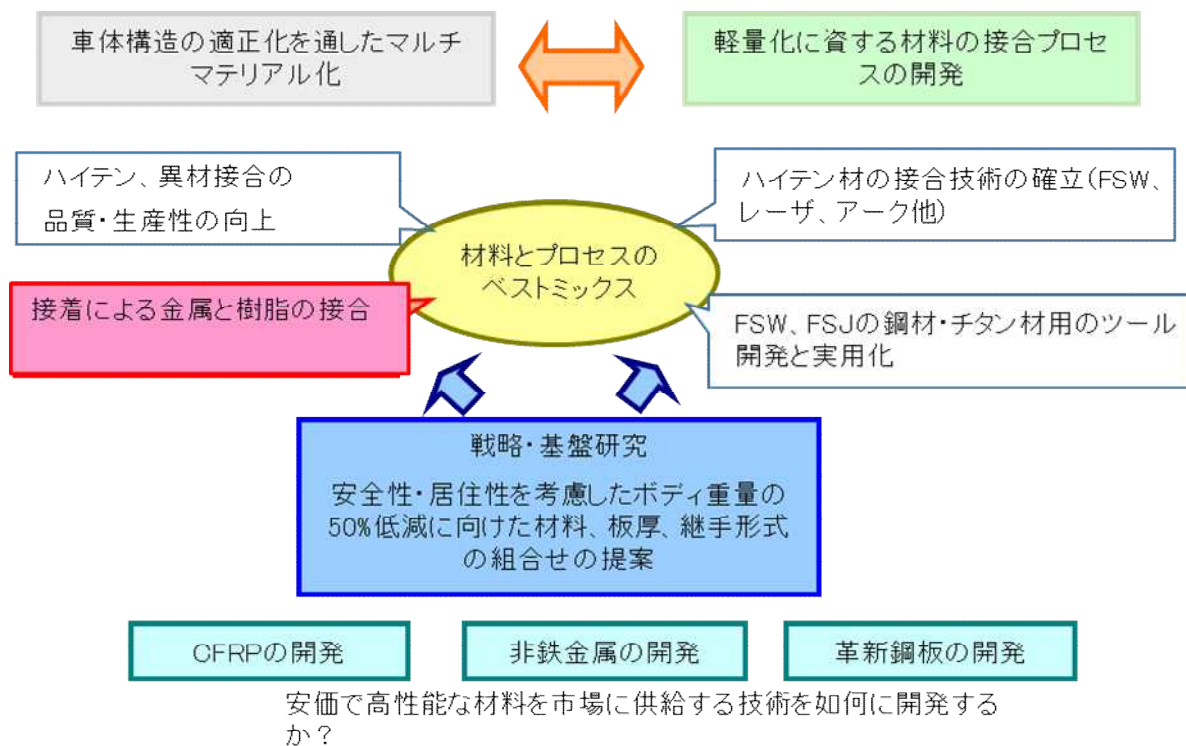 車体構造の適正化を通したマルチ
マテリアル化
軽量化に資する材料の接合プロセ
スの開発
ハイテン、異材接合の
品質・生産性の向上
ハイテン材の接合技術の確立(FSW、
レーザ、アーク他)
材料とプロセスの
ベストミックス
接着による金属と樹脂の接合
FSW、FSJの鋼材・チタン材用のツール
開発と実用化
戦略・基盤研究
安全性・居住性を考慮したボディ重量の
50%低減に向けた材料、板厚、継手形式
の組合せの提案
CFRPの開発
非鉄金属の開発
革新鋼板の開発
安価で高性能な材料を市場に供給する技術を如何に開発する
か？